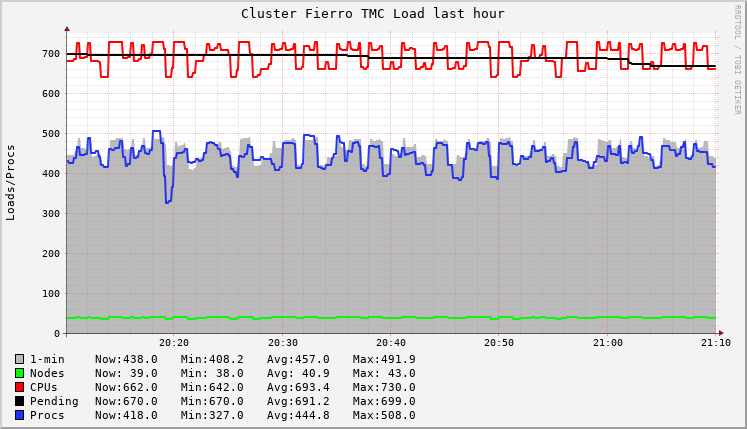 Cluster Fierro TMC Load last hour
RRDTOOL / TOBI OETIKER
Loads/Procs
700
600
500
400
300
200
100
0
20:20 20:30 20:40 20:50 21:00 21:10
1-min Now:438.0 Min:408.2 Avg:457.0 Max:491.9
Nodes Now: 39.0 Min: 38.0 Avg: 40.9 Max: 43.0
CPUs Now:662.0 Min:642.0 Avg:693.4 Max:730.0
Pending Now:670.0 Min:670.0 Avg:691.2 Max:699.0
Procs Now:418.0 Min:327.0 Avg:444.8 Max:508.0